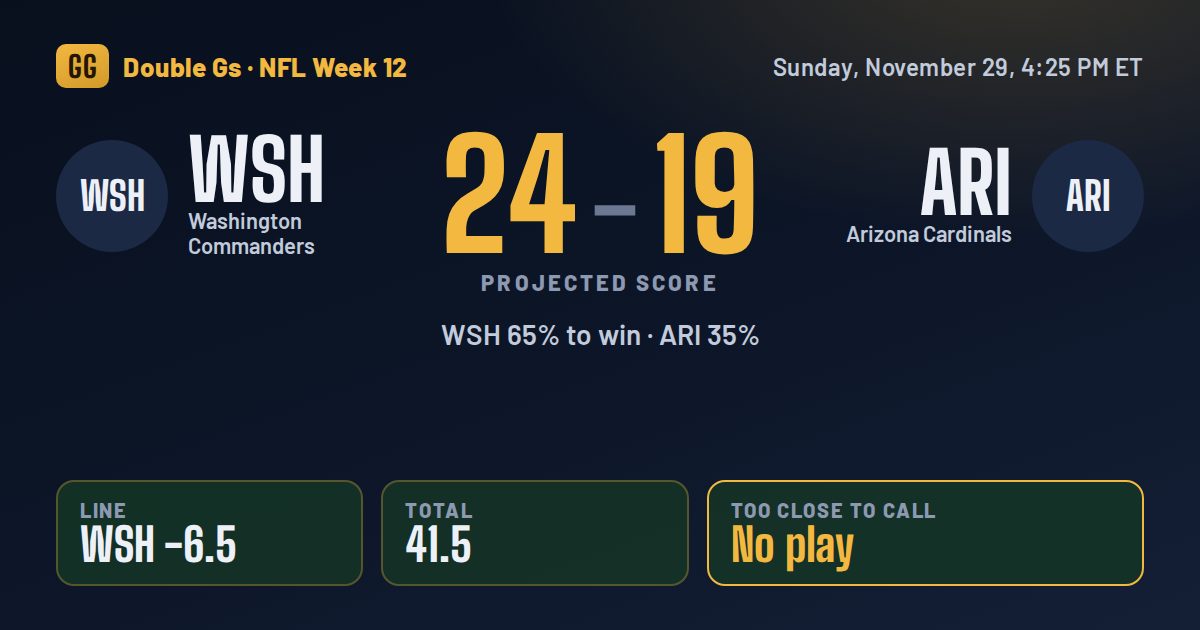 GG Double Gs · NFL Week 12
Sunday, November 29, 4:25 PM ET
WSH
WSH
Washington
Commanders
24 – 19
PROJECTED SCORE
WSH 65% to win · ARI 35%
ARI
Arizona Cardinals
ARI
LINE
WSH −6.5
TOTAL
41.5
TOO CLOSE TO CALL
No play